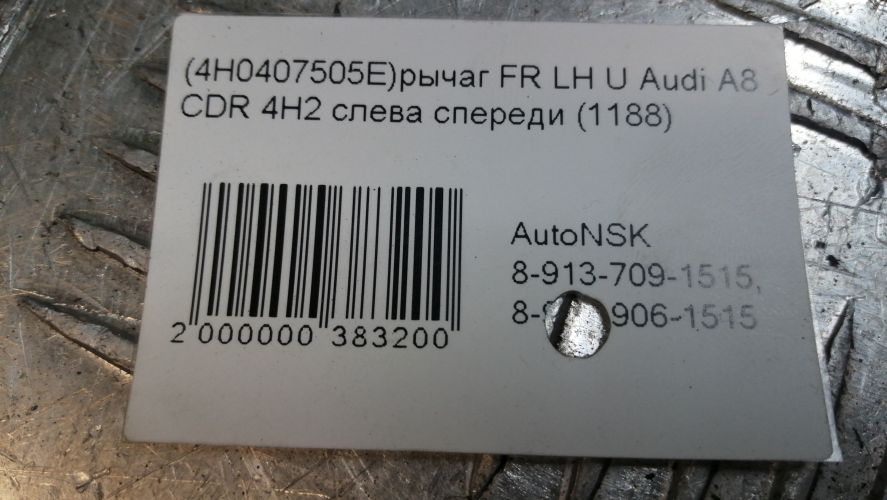 (4H0407505E)рычаг FR LH U Audi A8
CDR 4H2 слева спереди (1188)
AutoNSK
8-913-709-1515,
906-1515
2 000000 383200